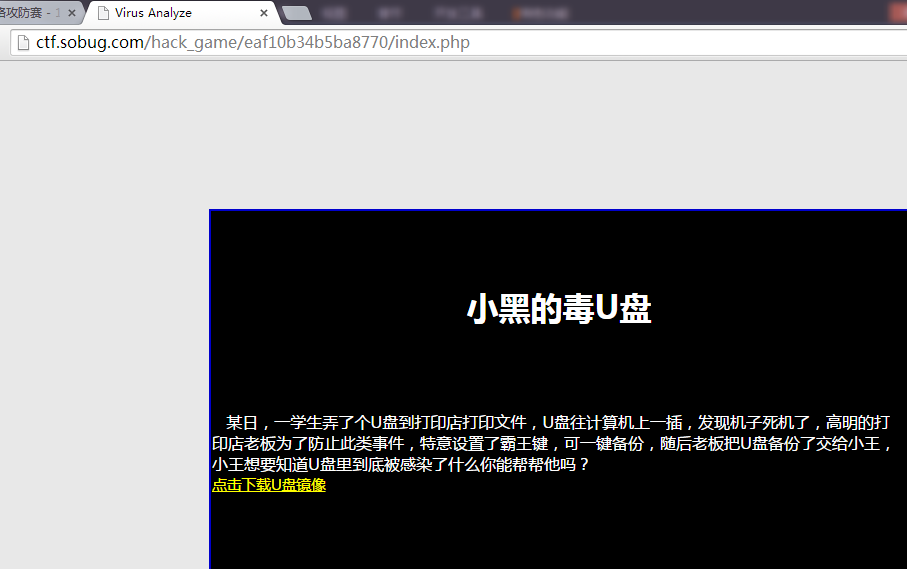 络攻防塞 - 1
Virus Analyze
ctf.sobug.com/hack_game/eaf10b34b5ba8770/index.php
小黑的毒U盘
某日，一学生弄了个U盘到打印店打印文件，U盘往计算机上一插，发现机子死机了，高明的打
印店老板为了防止此类事件，特意设置了霸王键，可一键备份，随后老板把U盘备份了交给小王，
小王想要知道U盘里到底被感染了什么你能帮帮他吗？
点击下载U盘镜像